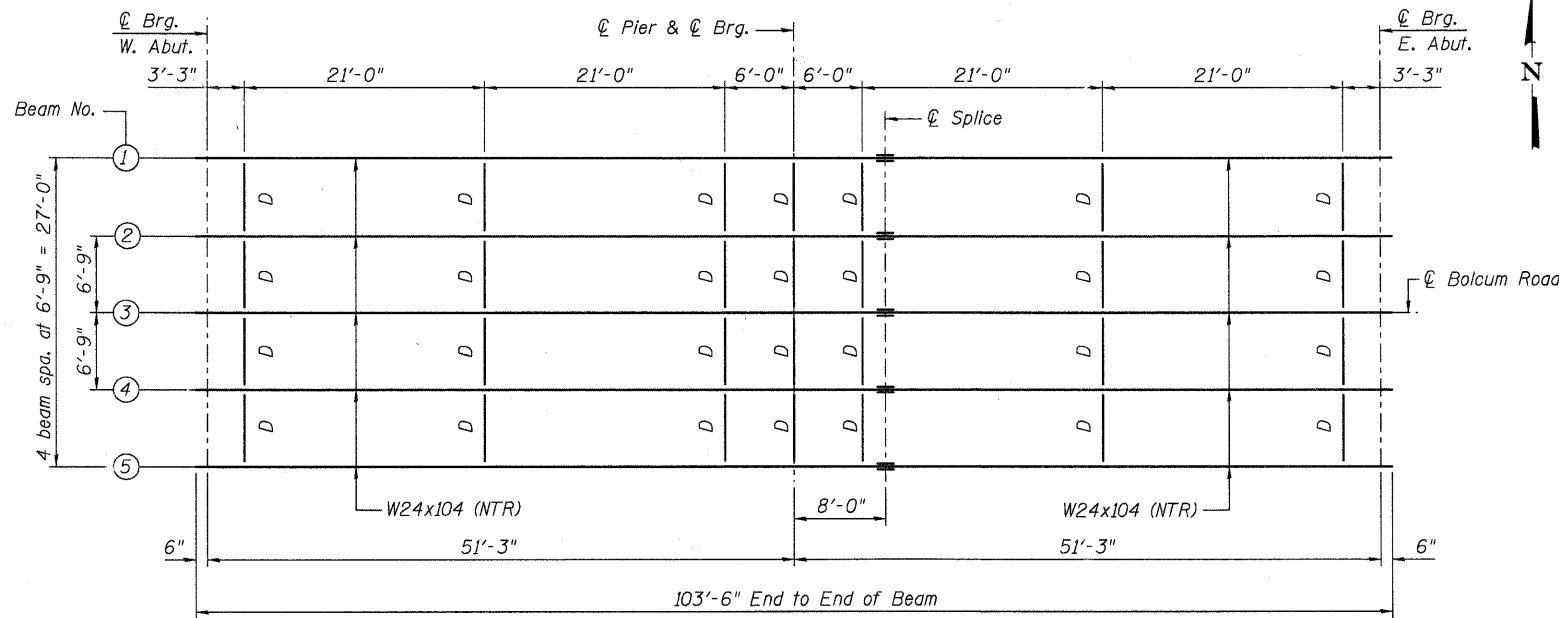 ℄ Brg.
W. Abut.
℄ Pier & ℄ Brg.
℄ Brg.
E. Abut.
3'-3"
21'-0"
21'-0"
6'-0"
6'-0"
21'-0"
21'-0"
3'-3"
N
Beam No.
℄ Splice
1
D D D D D D D
2
D D D D D D D
℄ Bolcum Road
3
D D D D D D D
4
D D D D D D D
5
4 beam spa. at 6'-9" = 27'-0"
6'-9"
6'-9"
W24x104 (NTR)
8'-0"
W24x104 (NTR)
6"
51'-3"
51'-3"
6"
103'-6" End to End of Beam